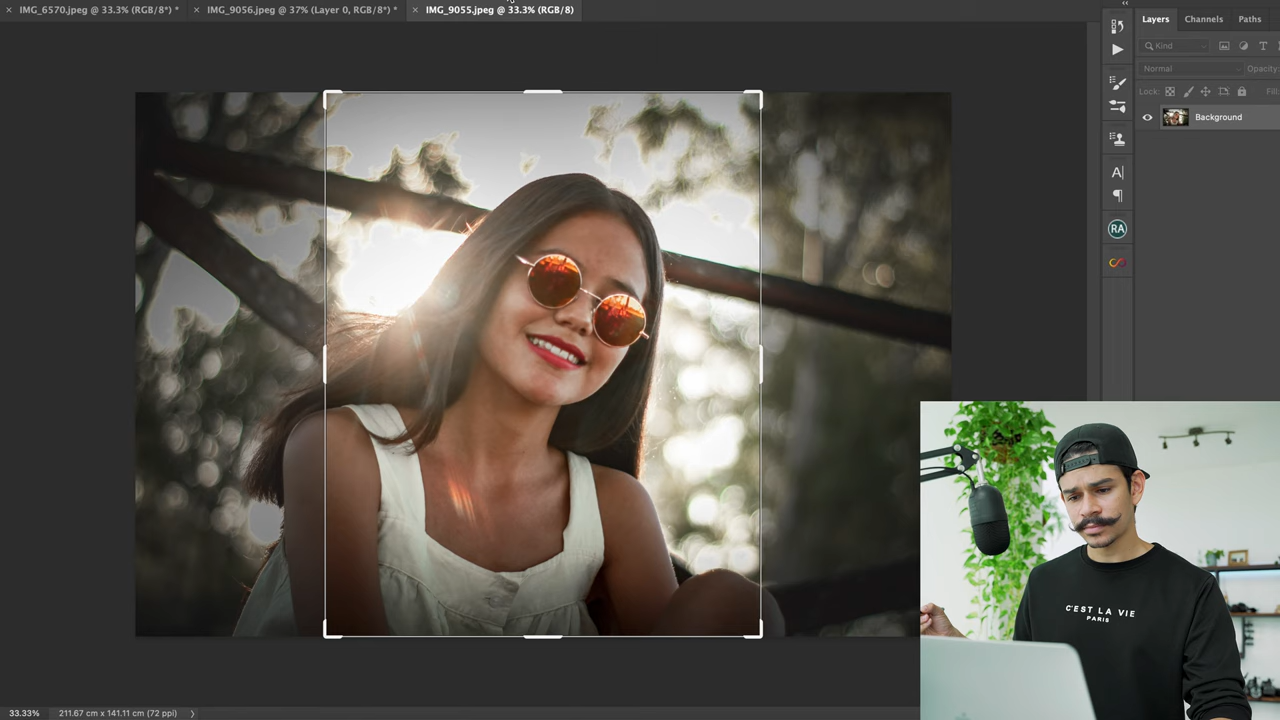 IMG_6570.jpeg @ 33.3% (RGB/8*) *
IMG_9056.jpeg @ 37% (Layer 0, RGB/8*) *
IMG_9055.jpeg @ 33.3% (RGB/8)
Layers
Channels
Paths
Kind
T
Normal
Opacity:
Lock:
Fill:
Background
A|
¶
RA
C'EST LA VIE
PARIS
33.33%
211.67 cm x 141.11 cm (72 ppi)